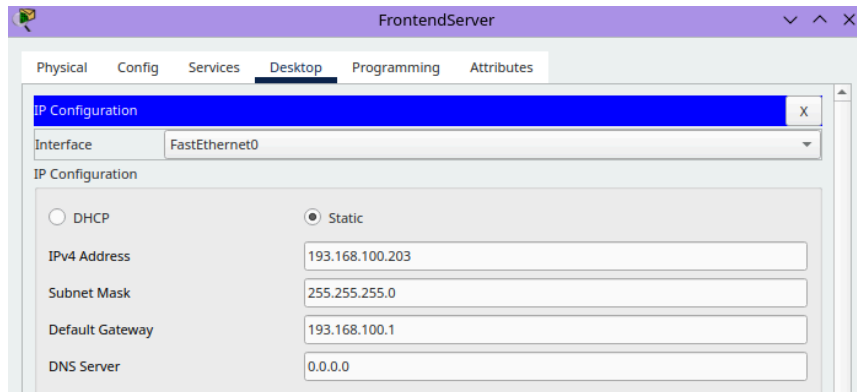 FrontendServer
Physical Config Services Desktop Programming Attributes
IP Configuration X
Interface FastEthernet0
IP Configuration
DHCP Static
IPv4 Address 193.168.100.203
Subnet Mask 255.255.255.0
Default Gateway 193.168.100.1
DNS Server 0.0.0.0